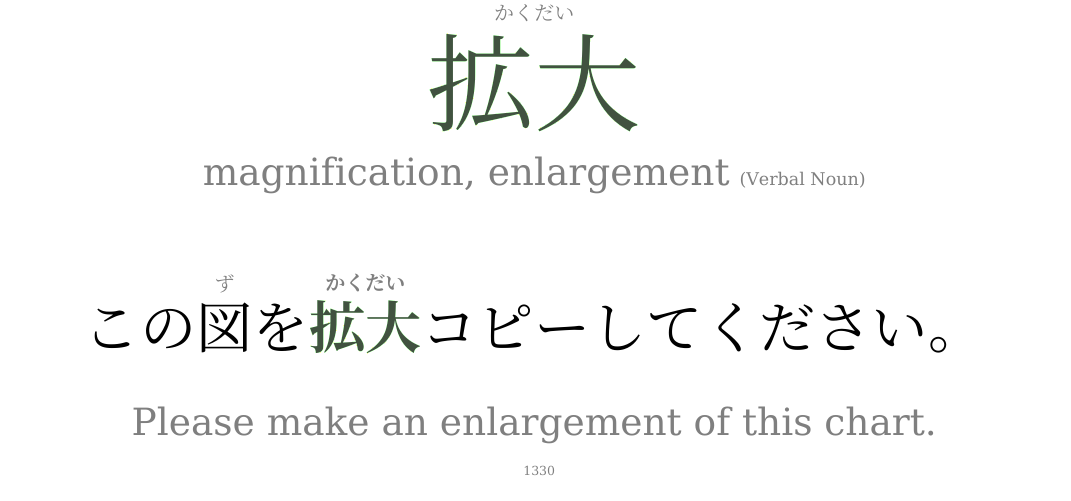 かくだい
拡大
magnification, enlargement (Verbal Noun)
ず かくだい
この図を拡大コピーしてください。
Please make an enlargement of this chart.
1330